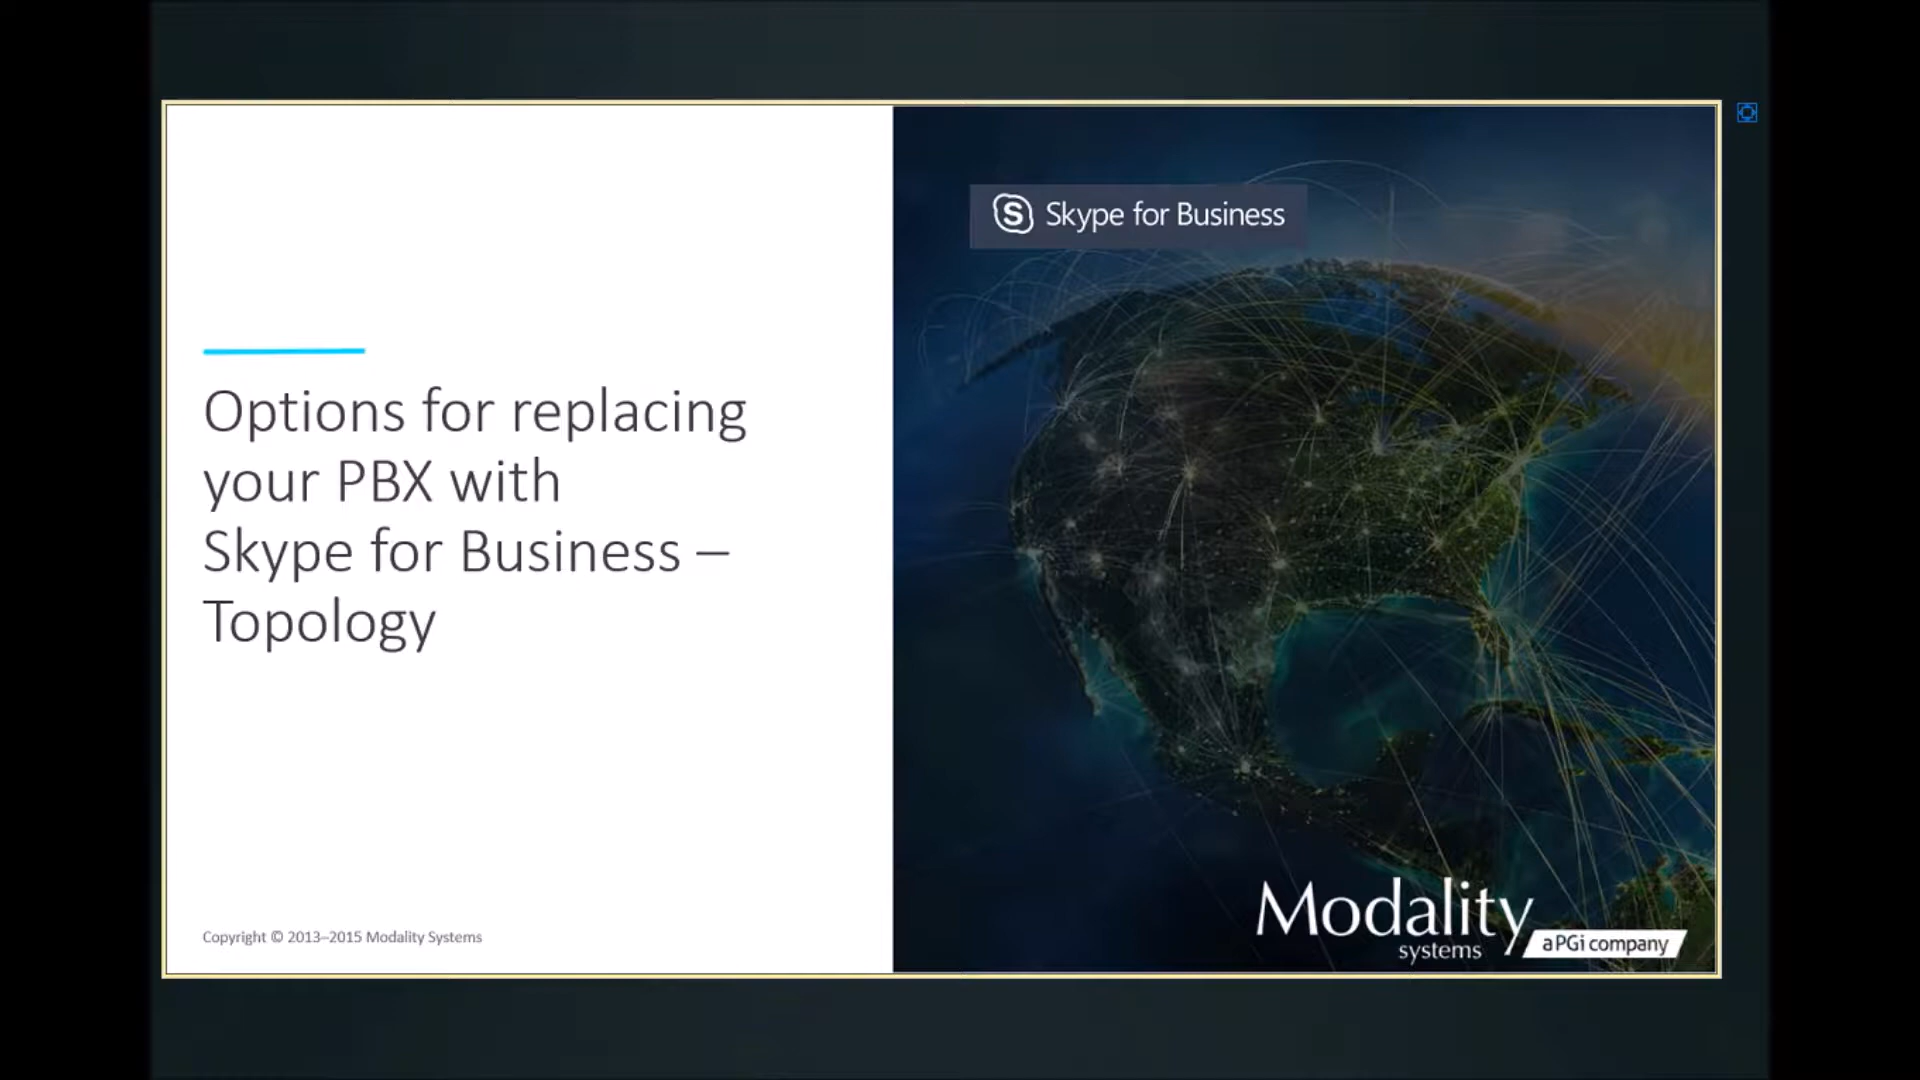 Options for replacing
your PBX with
Skype for Business –
Topology
Copyright © 2013–2015 Modality Systems
Skype for Business
Modality
systems
a PGi company